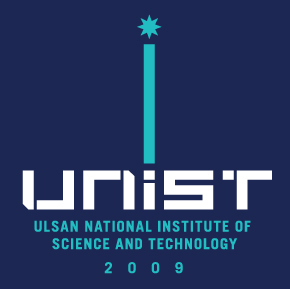 UNiST
ULSAN NATIONAL INSTITUTE OF
SCIENCE AND TECHNOLOGY
2009